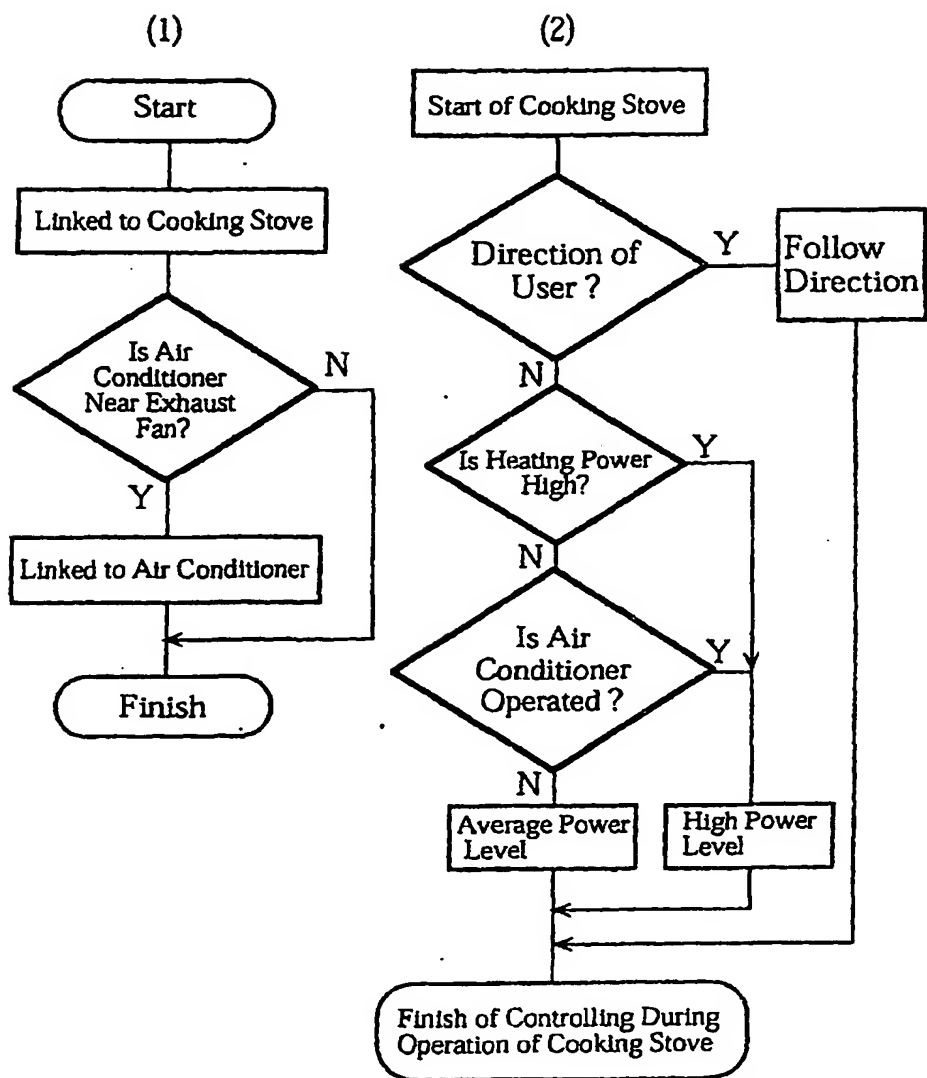 (1)
Start
Linked to Cooking Stove
Is Air
Conditioner
Near Exhaust
Fan?
N
Y
Linked to Air Conditioner
Finish
(2)
Start of Cooking Stove
Direction of
User ?
Y
Follow
Direction
N
Is Heating Power
High?
Y
N
Is Air
Conditioner
Operated ?
Y
N
Average Power
Level
High Power
Level
Finish of Controlling During
Operation of Cooking Stove